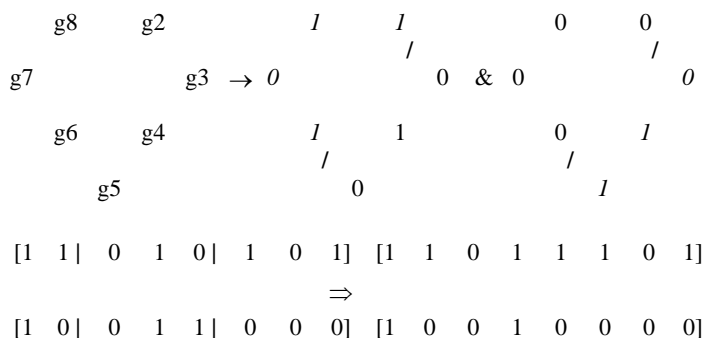 g8 g2 1 1 0 0
/ /
g7 g3 → 0 0 & 0 0
g6 g4 1 1 0 1
/ /
g5 0 1
[1 1 | 0 1 0 | 1 0 1] [1 1 0 1 1 1 0 1]
⇒
[1 0 | 0 1 1 | 0 0 0] [1 0 0 1 0 0 0 0]